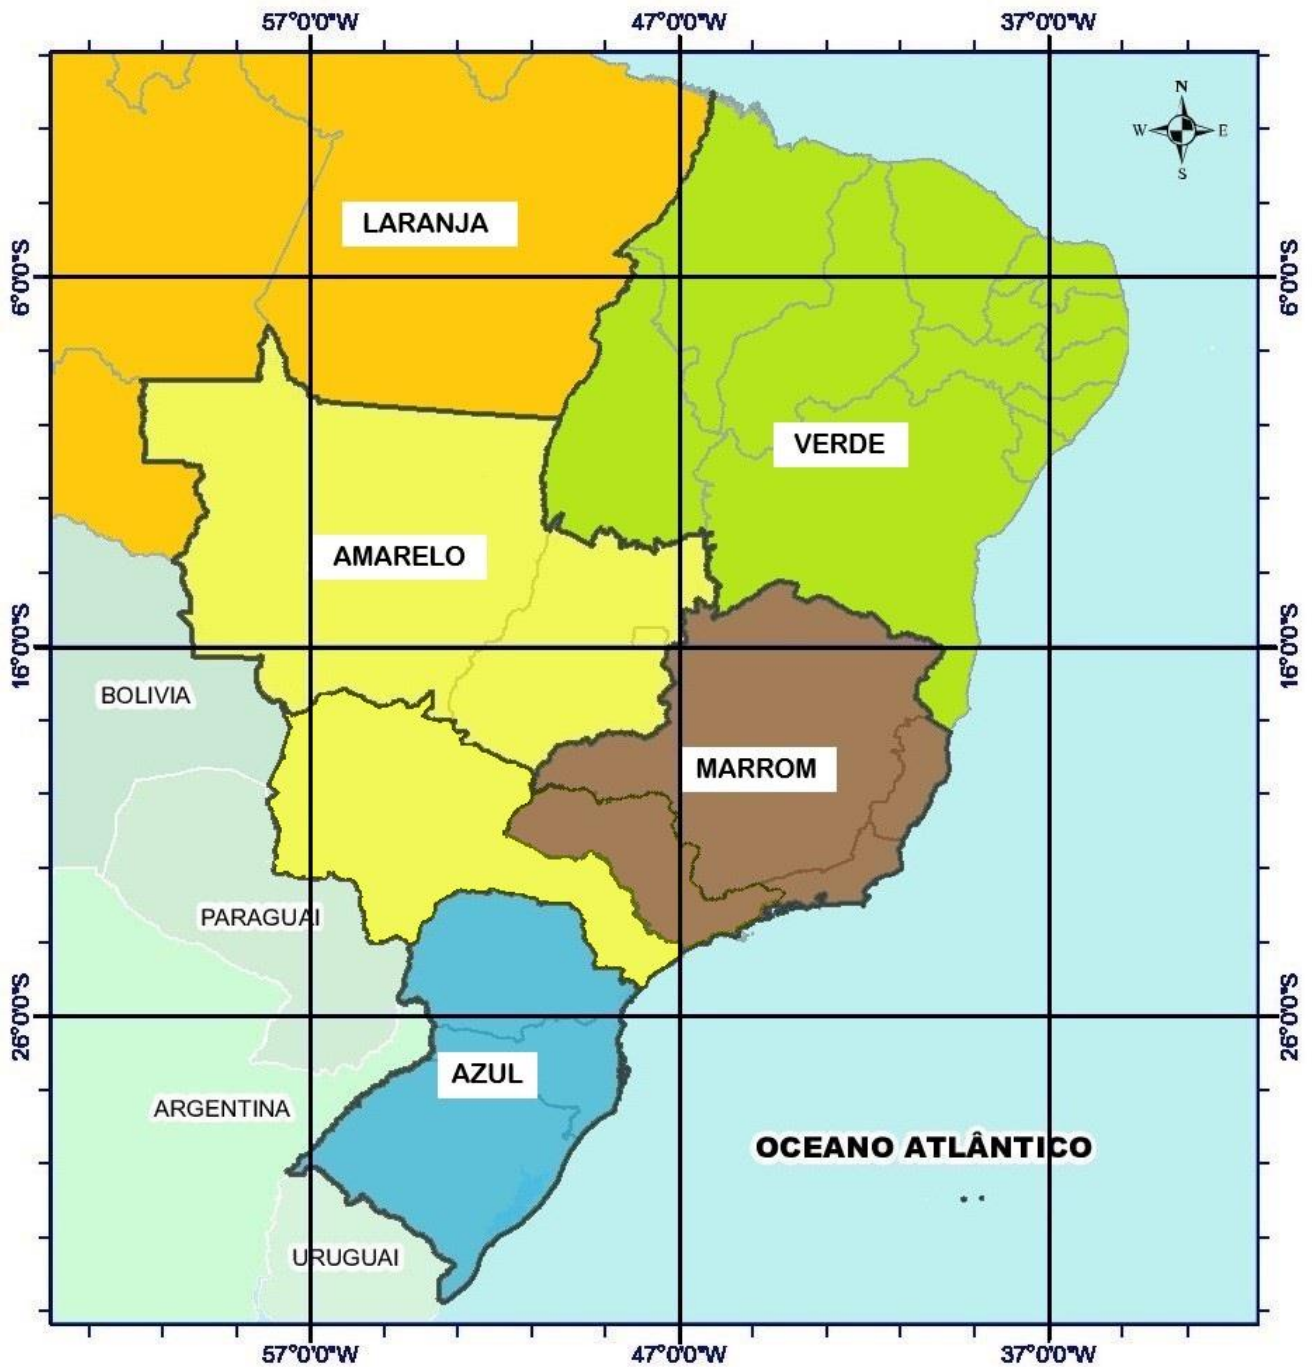 57°0'0"W 47°0'0"W 37°0'0"W
N
W E
S
LARANJA
6°0'0"S 6°0'0"S
VERDE
AMARELO
16°0'0"S 16°0'0"S
BOLIVIA
MARROM
PARAGUAI
26°0'0"S 26°0'0"S
AZUL
ARGENTINA
OCEANO ATLÂNTICO
URUGUAI
57°0'0"W 47°0'0"W 37°0'0"W